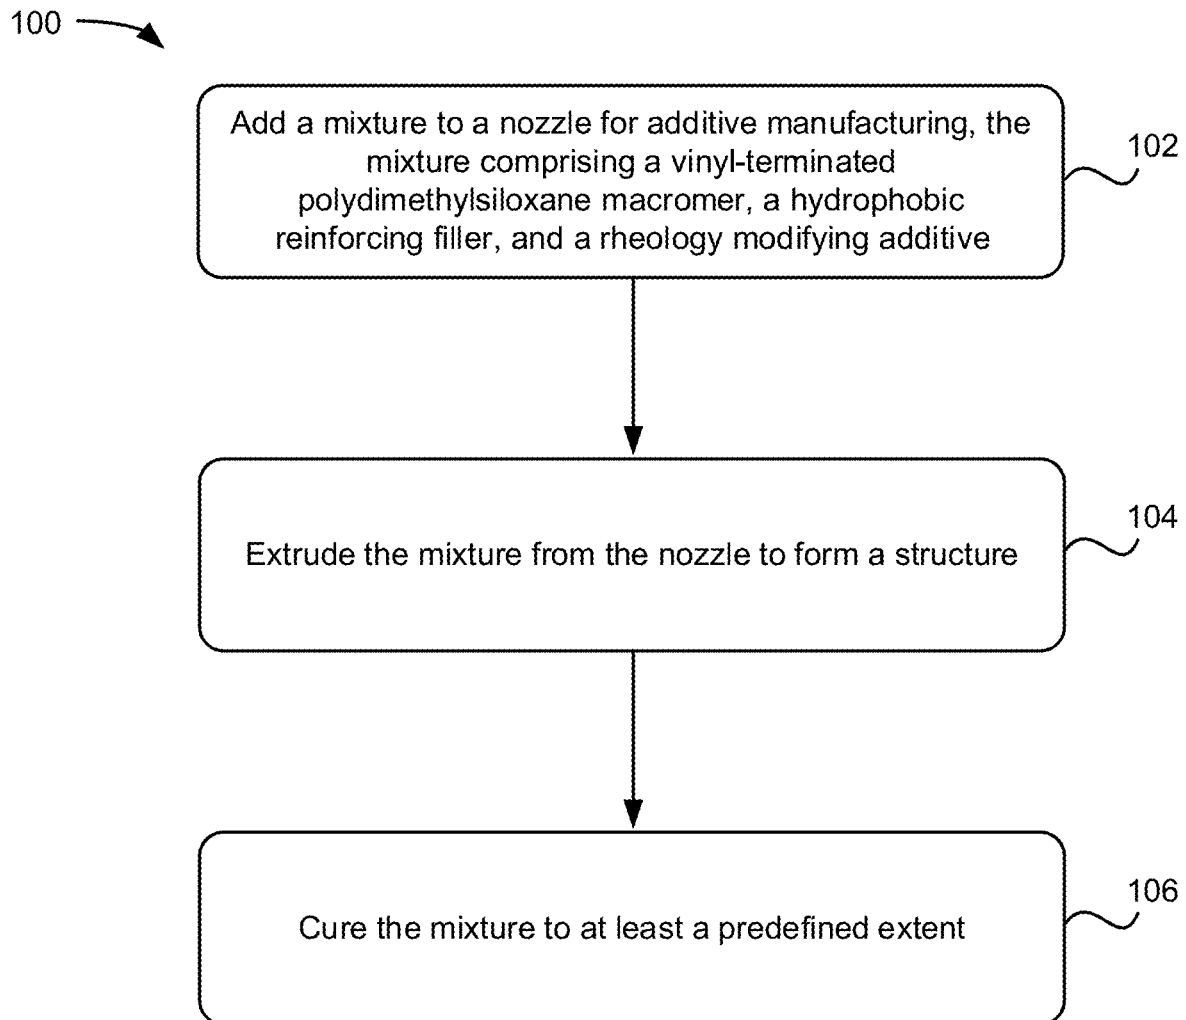 100
Add a mixture to a nozzle for additive manufacturing, the
mixture comprising a vinyl-terminated
polydimethylsiloxane macromer, a hydrophobic
reinforcing filler, and a rheology modifying additive
102
Extrude the mixture from the nozzle to form a structure
104
Cure the mixture to at least a predefined extent
106